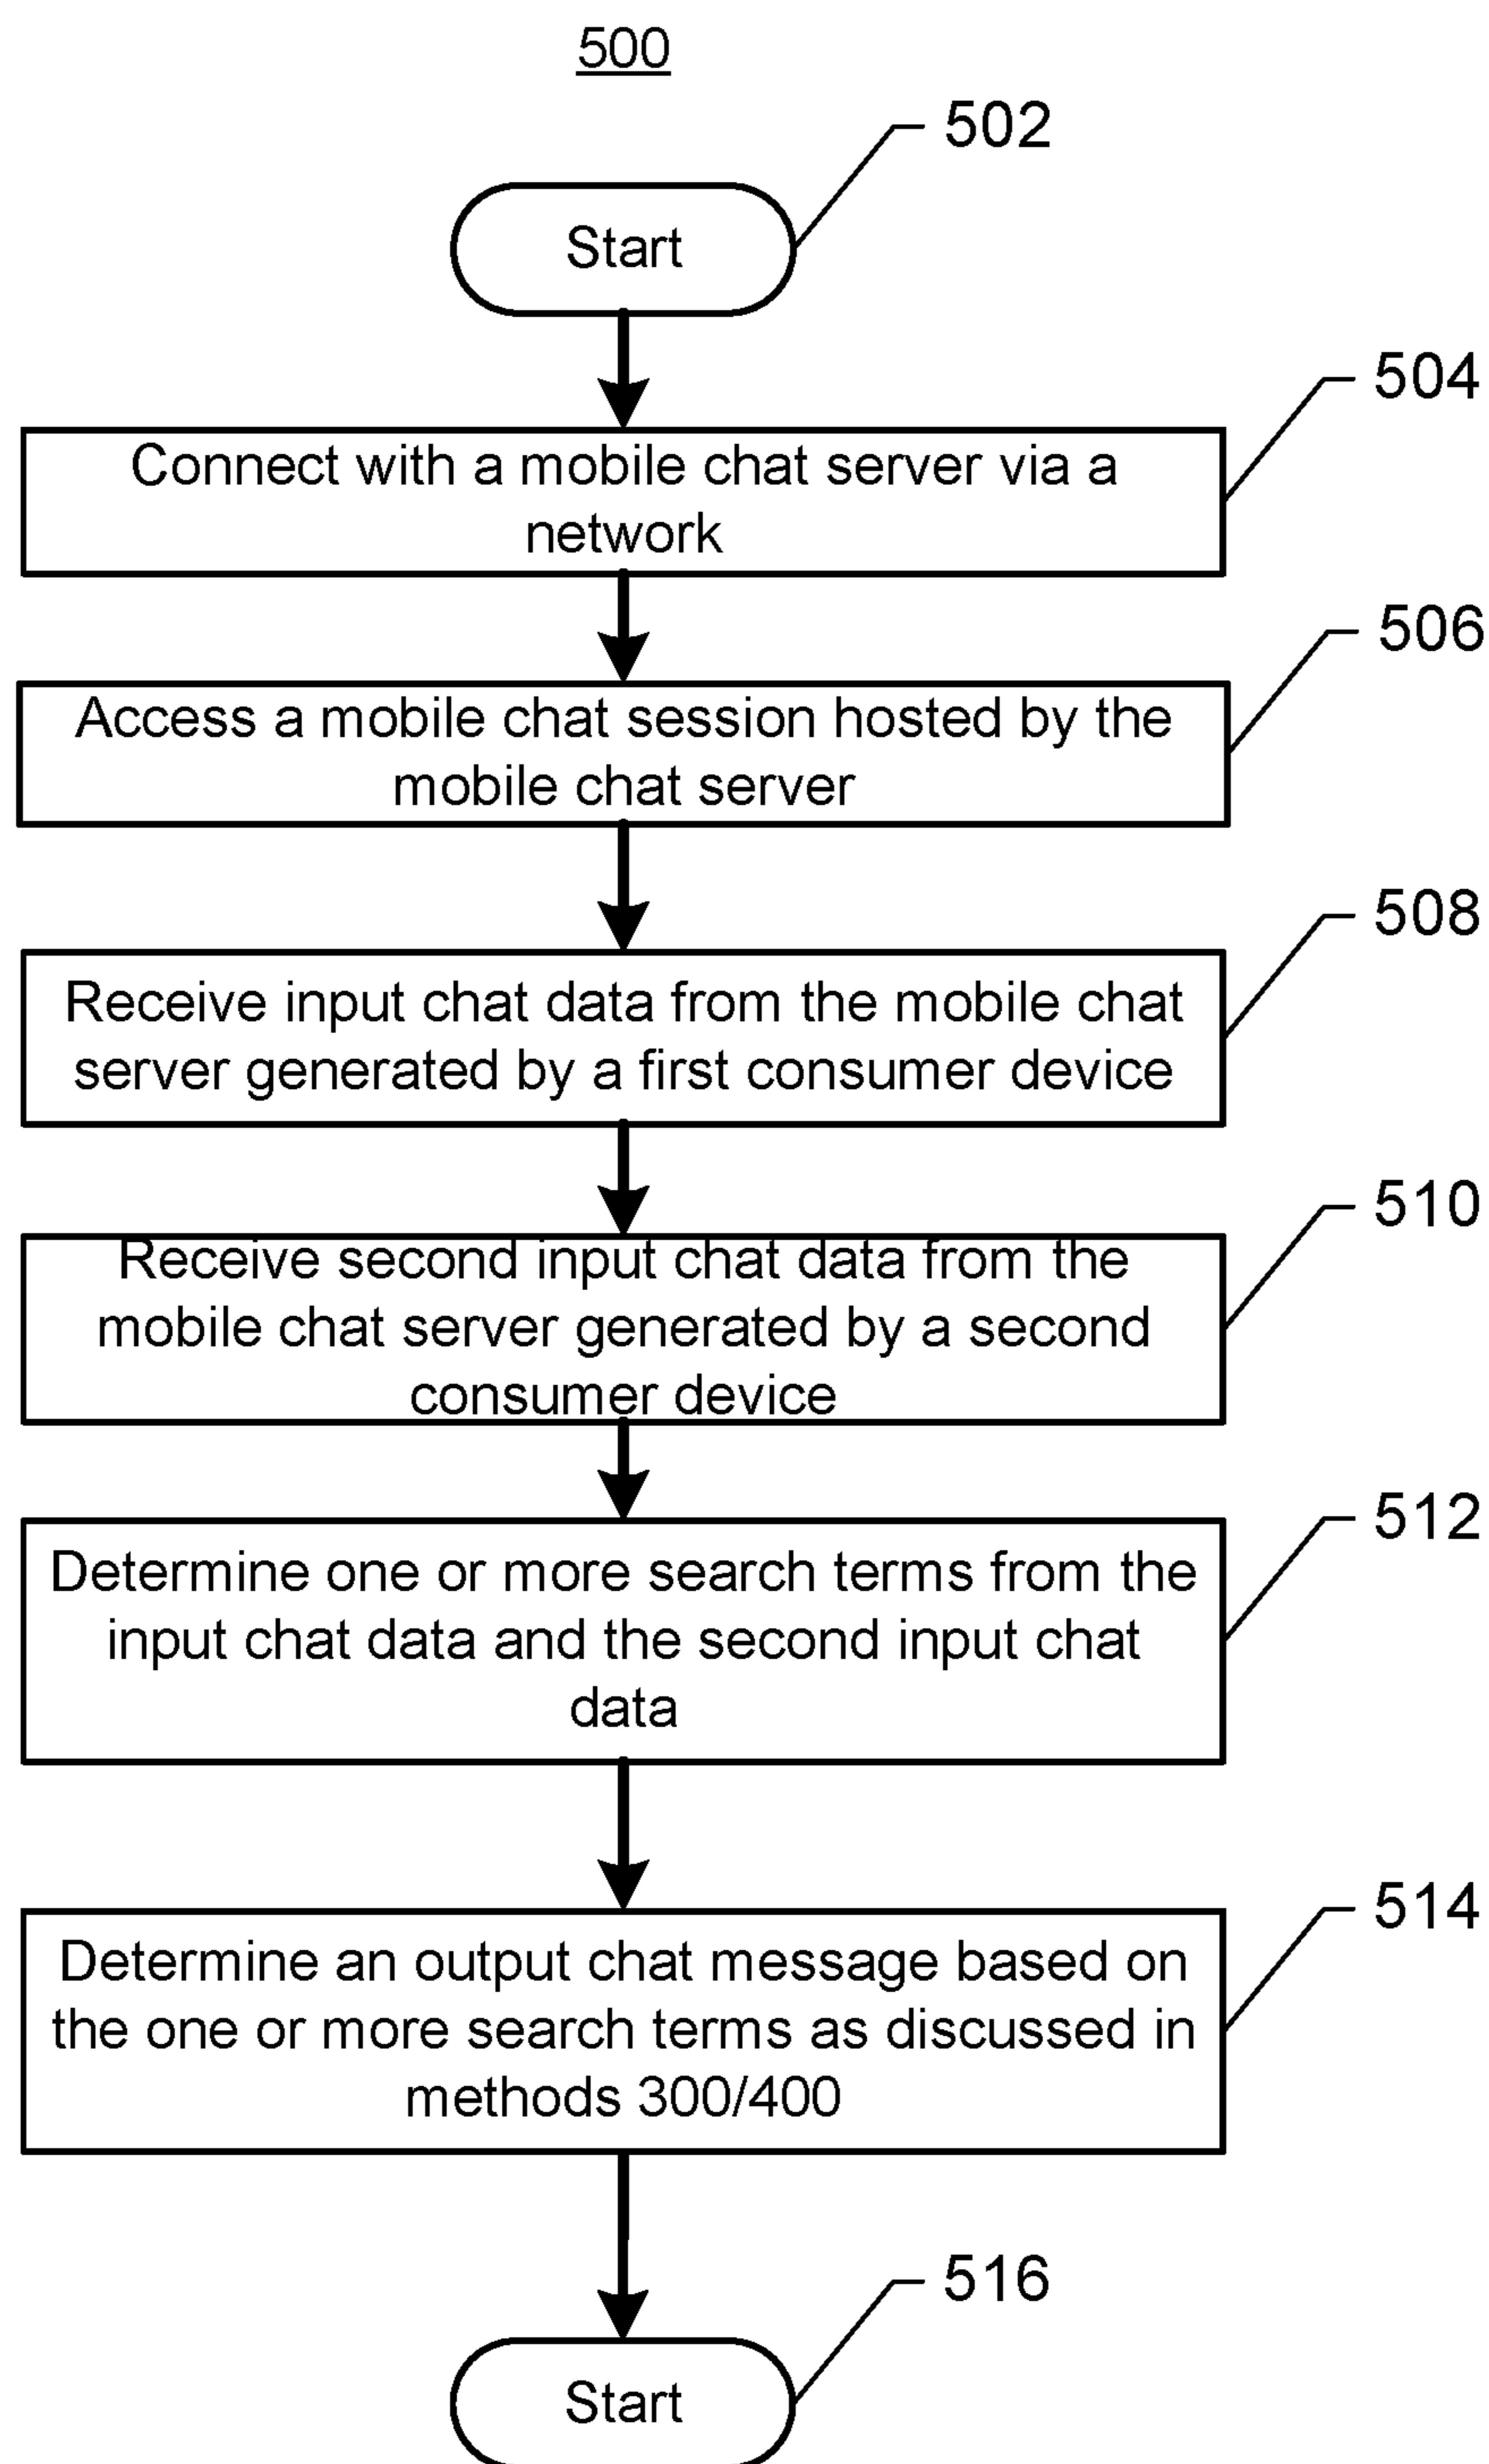 500
502
Start
504
Connect with a mobile chat server via a
network
506
Access a mobile chat session hosted by the
mobile chat server
508
Receive input chat data from the mobile chat
server generated by a first consumer device
510
Receive second input chat data from the
mobile chat server generated by a second
consumer device
512
Determine one or more search terms from the
input chat data and the second input chat
data
514
Determine an output chat message based on
the one or more search terms as discussed in
methods 300/400
516
Start